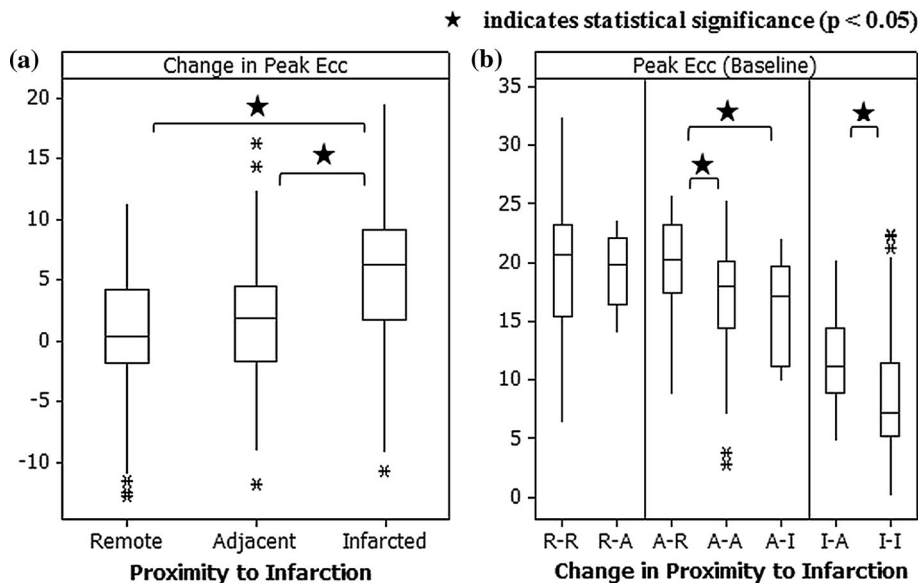 ★ indicates statistical significance (p < 0.05)
(a) Change in Peak Ecc
20
15
10
5
0
-5
-10
Remote Adjacent Infarcted
Proximity to Infarction
(b) Peak Ecc (Baseline)
35
30
25
20
15
10
5
0
R-R R-A A-R A-A A-I I-A I-I
Change in Proximity to Infarction